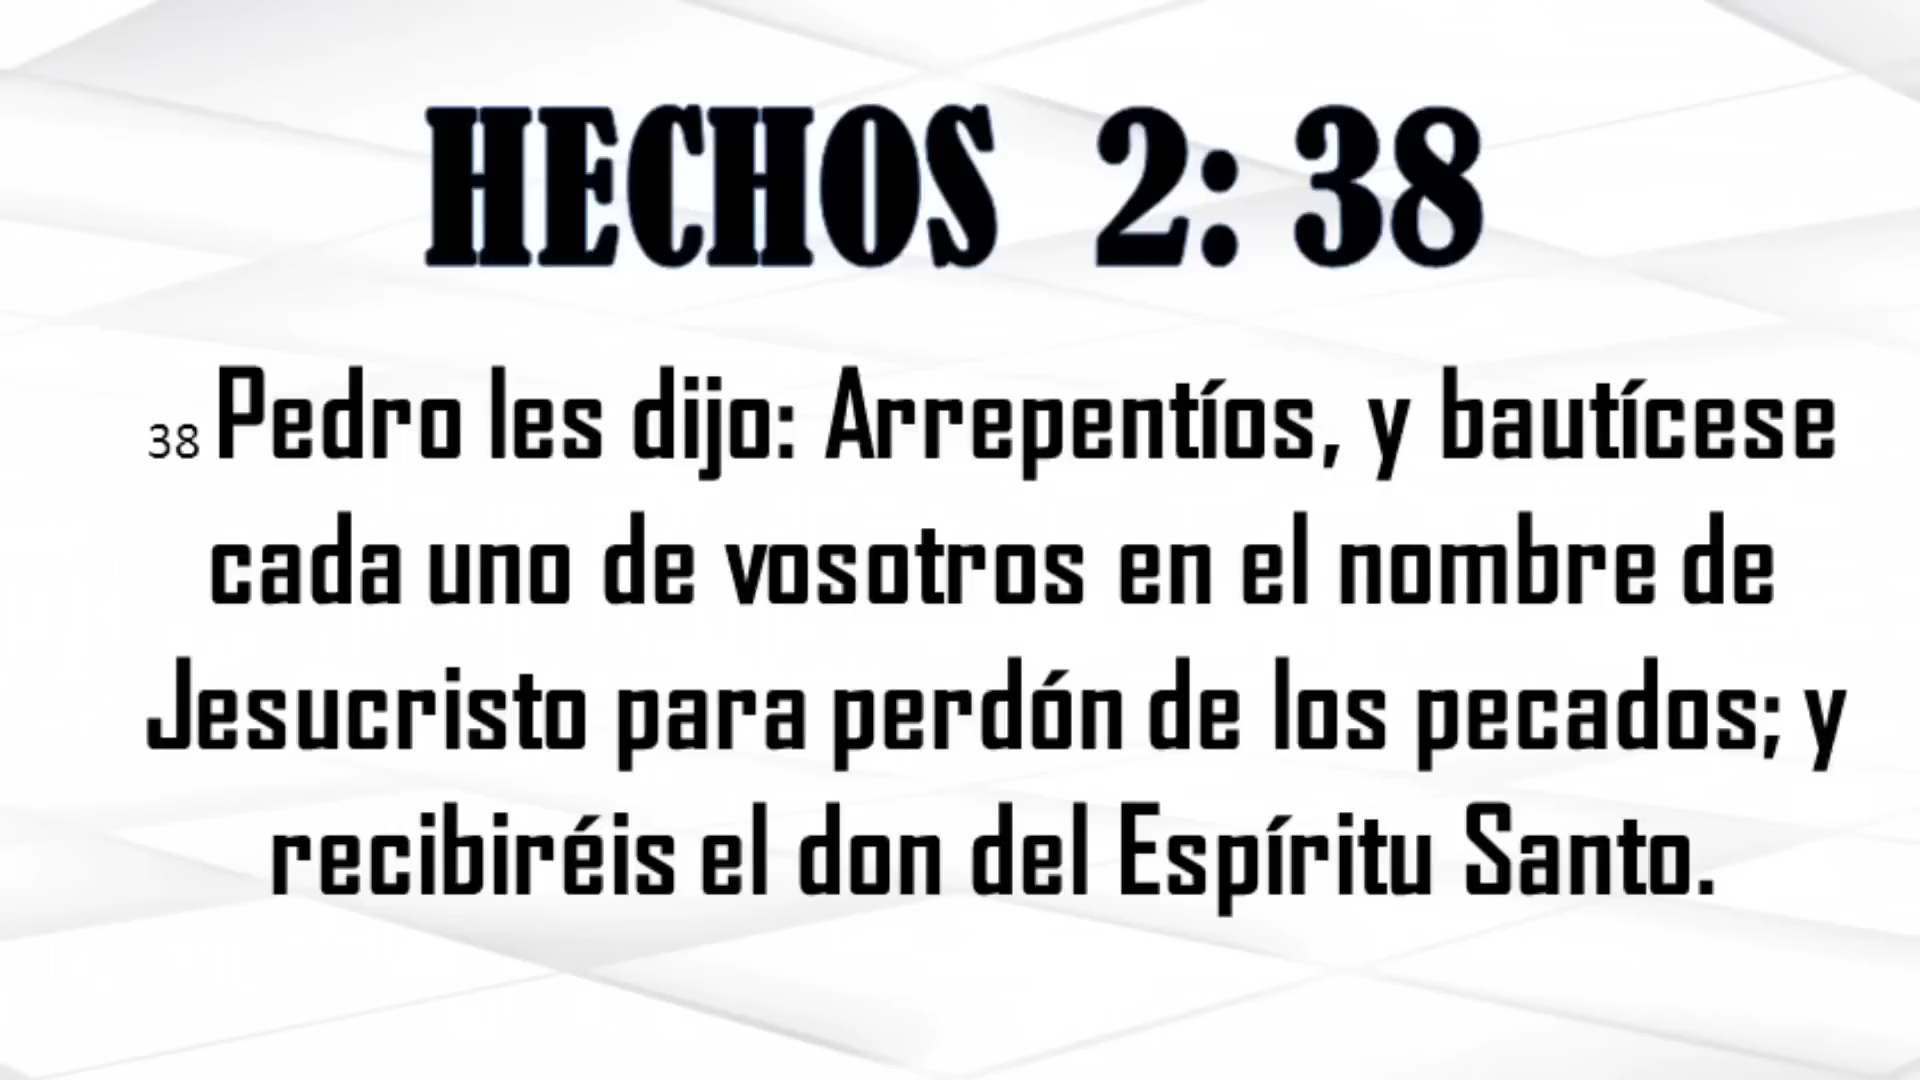 HECHOS 2: 38
38 Pedro les dijo: Arrepentíos, y bautícese
cada uno de vosotros en el nombre de
Jesucristo para perdón de los pecados; y
recibiréis el don del Espíritu Santo.